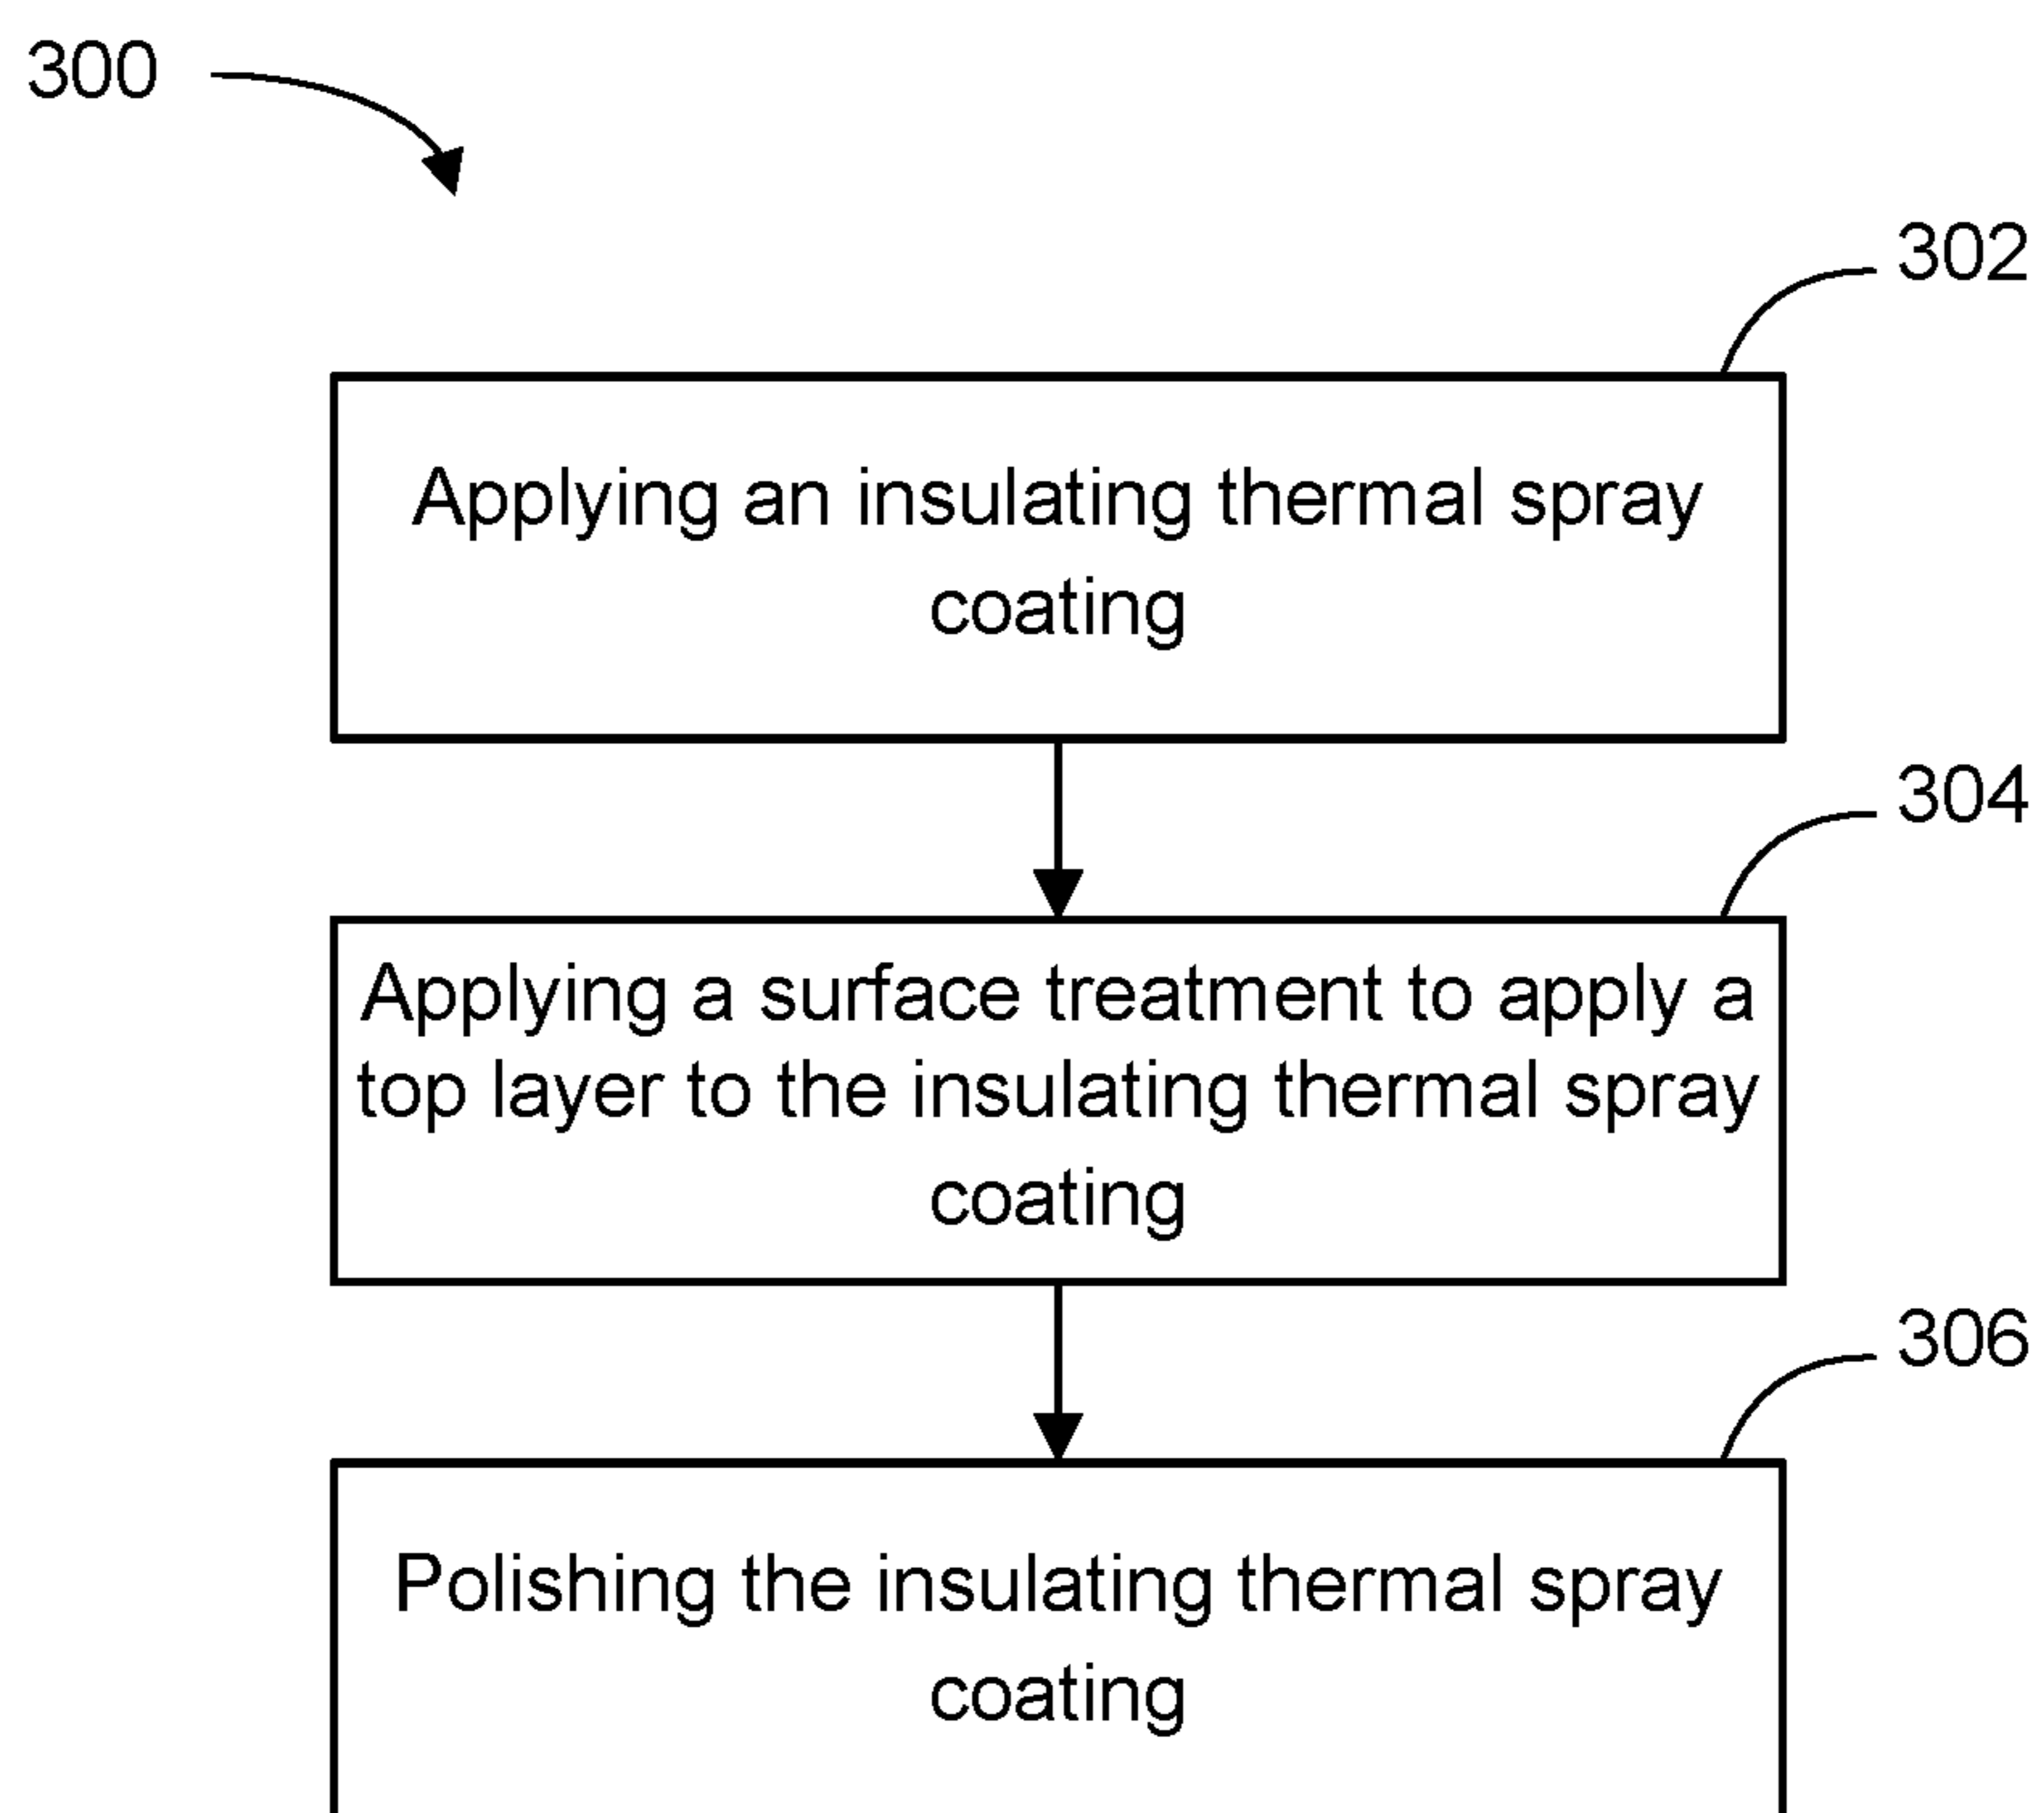 300
302
Applying an insulating thermal spray
coating
304
Applying a surface treatment to apply a
top layer to the insulating thermal spray
coating
306
Polishing the insulating thermal spray
coating